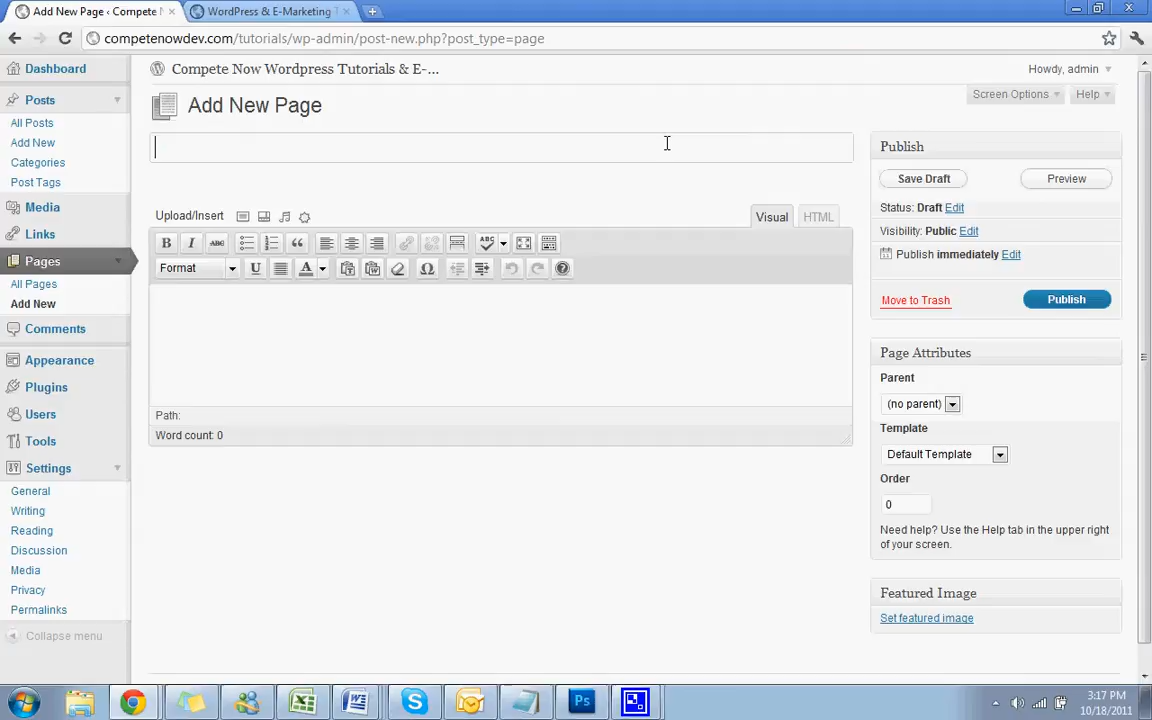 Add New Page ‹ Compete N
WordPress & E-Marketing T
competenowdev.com/tutorials/wp-admin/post-new.php?post_type=page
Dashboard
Posts
All Posts
Add New
Categories
Post Tags
Media
Links
Pages
All Pages
Add New
Comments
Appearance
Plugins
Users
Tools
Settings
General
Writing
Reading
Discussion
Media
Privacy
Permalinks
Collapse menu
Compete Now Wordpress Tutorials & E-...
Howdy, admin
Screen Options
Help
Add New Page
Upload/Insert
Visual
HTML
B I ABC
ABC
Format
U A
Path:
Word count: 0
Publish
Save Draft
Preview
Status: Draft Edit
Visibility: Public Edit
Publish immediately Edit
Move to Trash
Publish
Page Attributes
Parent
(no parent)
Template
Default Template
Order
0
Need help? Use the Help tab in the upper right
of your screen.
Featured Image
Set featured image
3:17 PM
10/18/2011